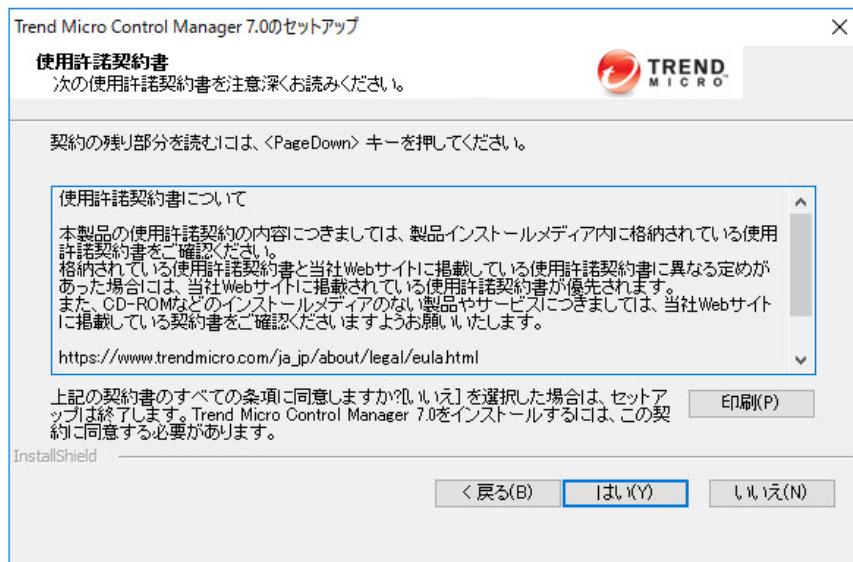 Trend Micro Control Manager 7.0のセットアップ
使用許諾契約書
次の使用許諾契約書を注意深くお読みください。
TREND
MICRO
契約の残り部分を読むには、<PageDown> キーを押してください。
使用許諾契約書について
本製品の使用許諾契約の内容につきましては、製品インストールメディア内に格納されている使用
許諾契約書をご確認ください。
格納されている使用許諾契約書と当社Webサイトに掲載している使用許諾契約書に異なる定めが
あった場合には、当社Webサイトに掲載されている使用許諾契約書が優先されます。
また、CD-ROMなどのインストールメディアのない製品やサービスにつきましては、当社Webサイト
に掲載している契約書をご確認くださいますようお願いいたします。
https://www.trendmicro.com/ja_jp/about/legal/eula.html
上記の契約書のすべての条項に同意しますか?[いいえ] を選択した場合は、セットア
ップは終了します。Trend Micro Control Manager 7.0をインストールするには、この契
約に同意する必要があります。
印刷(P)
InstallShield
< 戻る(B)
はい(Y)
いいえ(N)